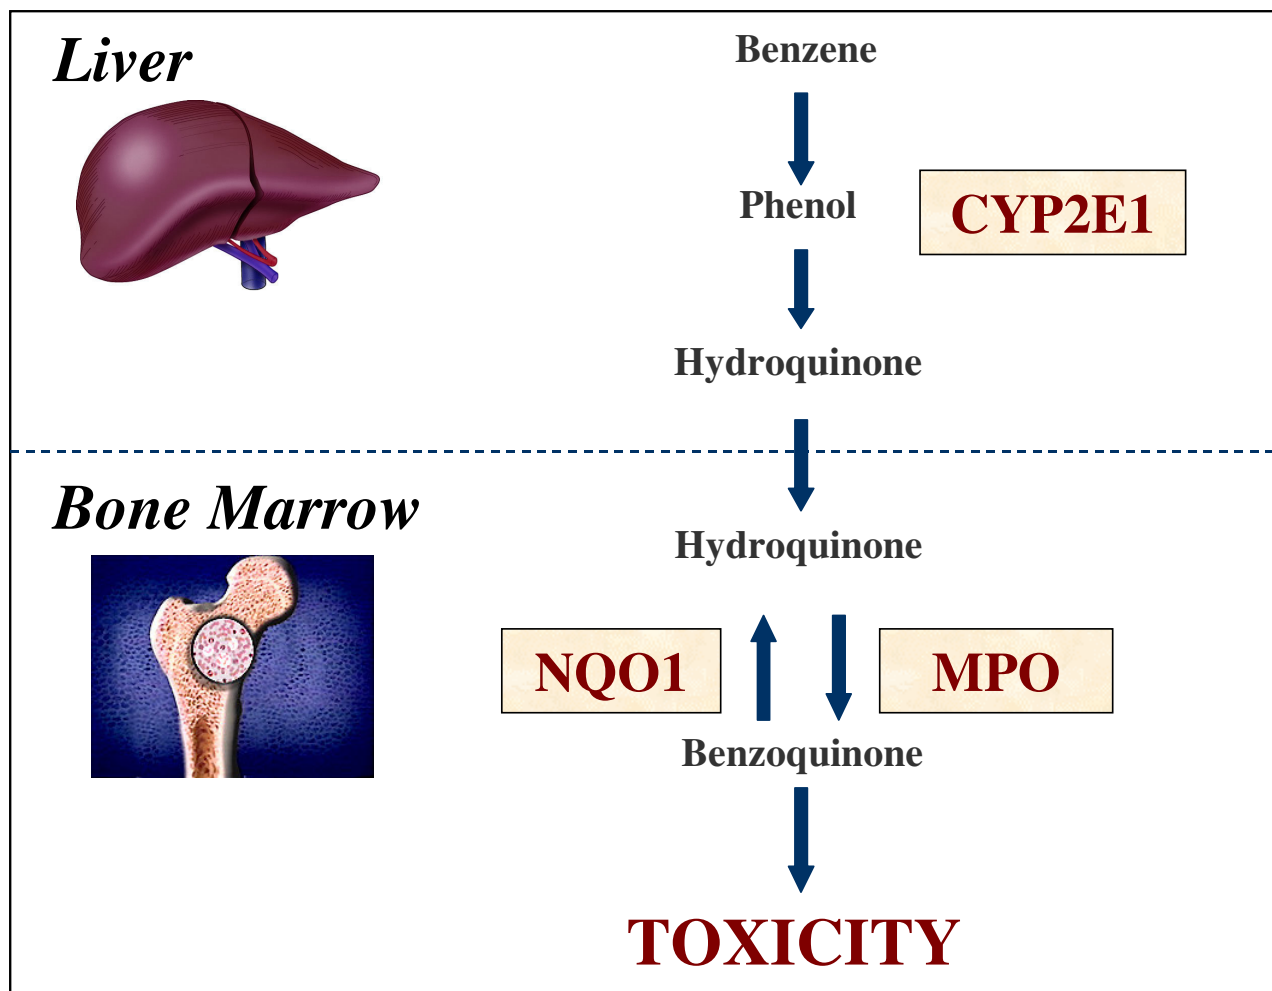 Liver
Benzene
Phenol
CYP2E1
Hydroquinone
Bone Marrow
Hydroquinone
NQO1
MPO
Benzoquinone
TOXICITY